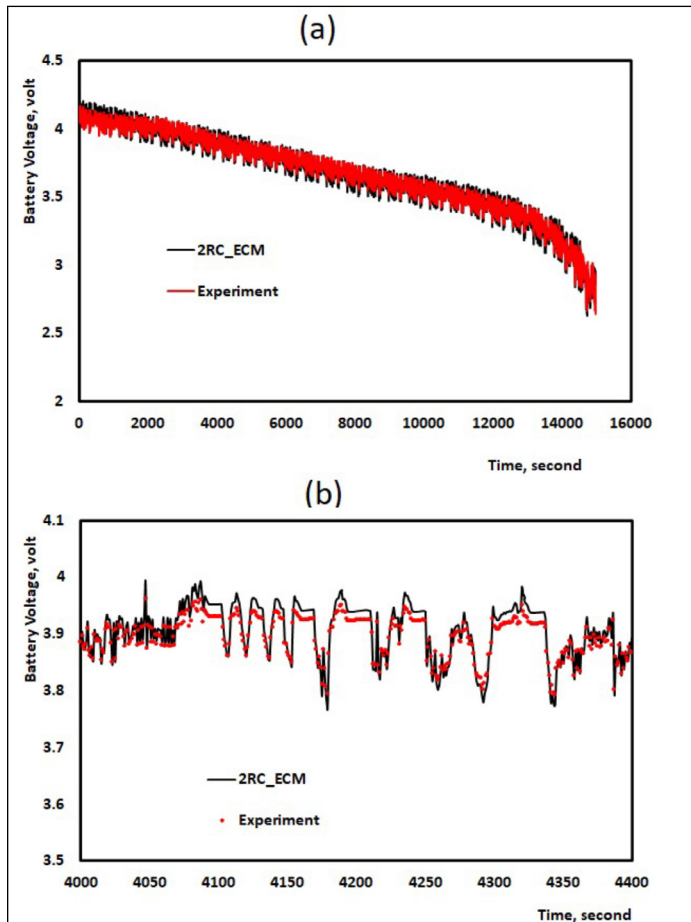 (a)
4.5
4
3.5
3
2.5
2
Battery Voltage, volt
2RC_ECM
Experiment
0 2000 4000 6000 8000 10000 12000 14000 16000
Time, second
(b)
4.1
4
3.9
3.8
3.7
3.6
3.5
Battery Voltage, volt
2RC_ECM
Experiment
4000 4050 4100 4150 4200 4250 4300 4350 4400
Time, second